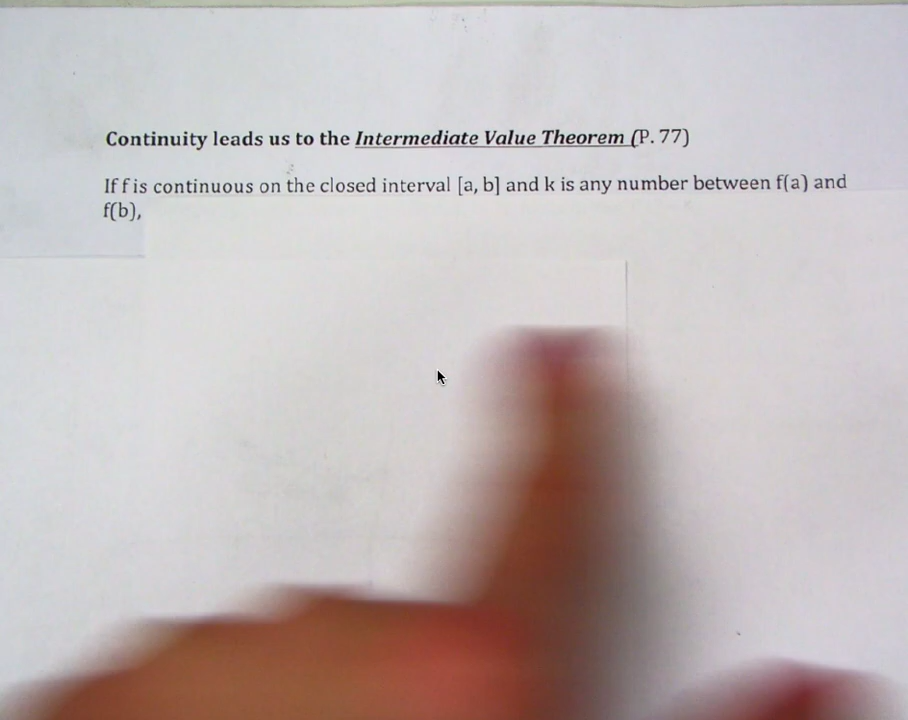 Continuity leads us to the Intermediate Value Theorem (P. 77)
If f is continuous on the closed interval [a, b] and k is any number between f(a) and
f(b),